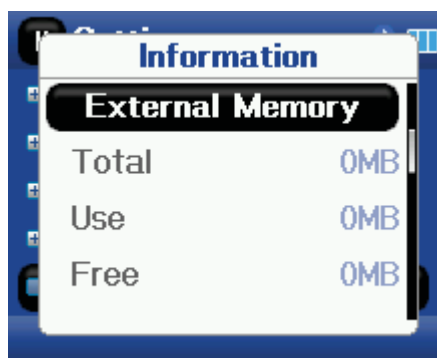 Information
External Memory
Total 0MB
Use 0MB
Free 0MB